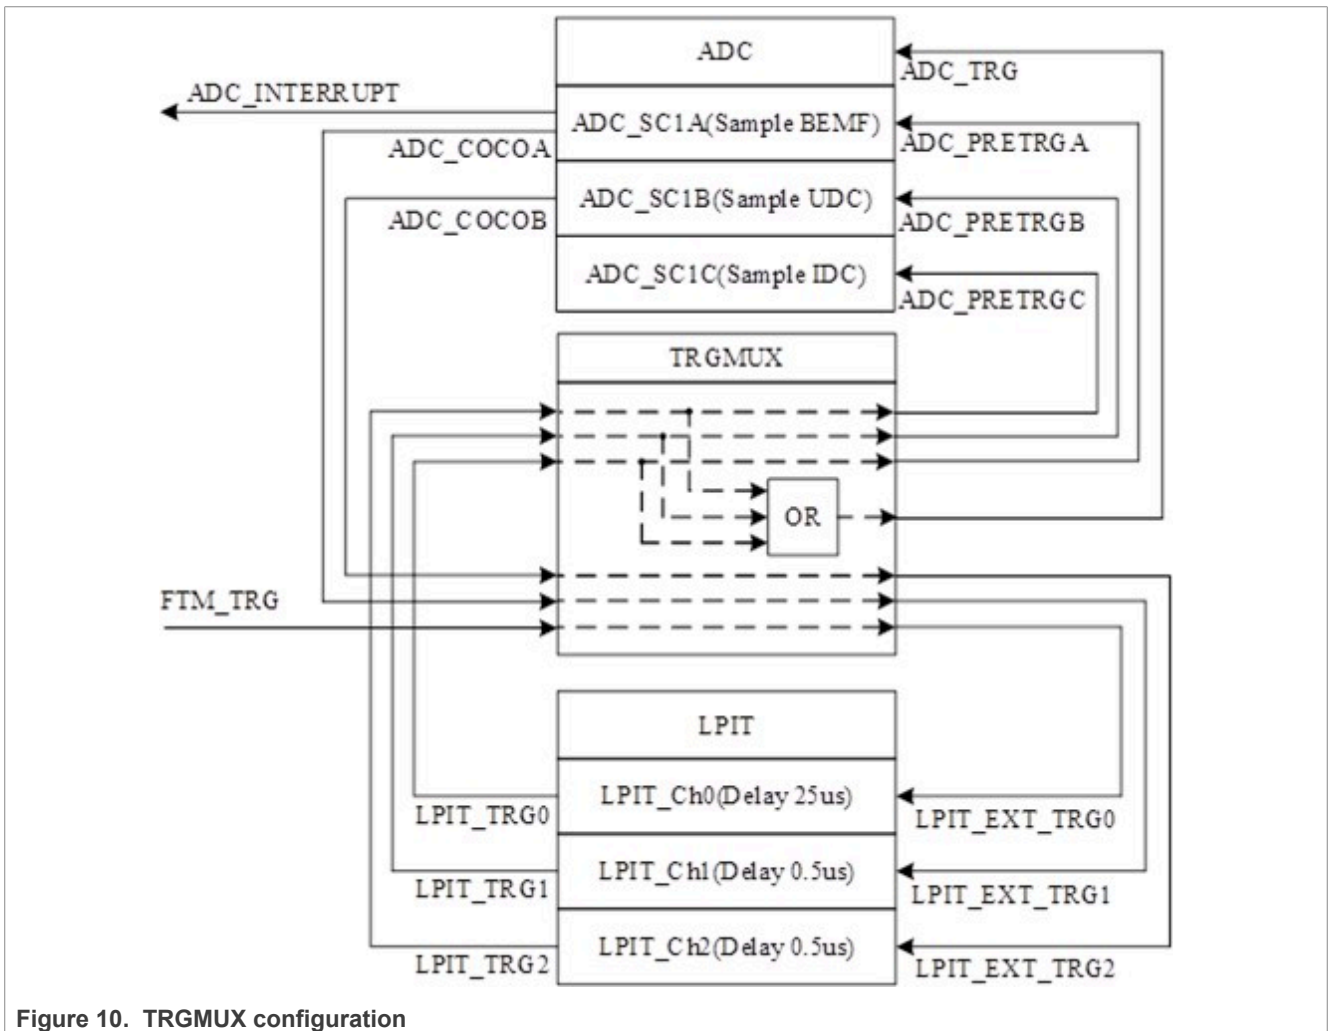 ADC
ADC_TRG
ADC_INTERRUPT
ADC_SC1A(Sample BEMF)
ADC_COCOA
ADC_PRETRGA
ADC_SC1B(Sample UDC)
ADC_COCOB
ADC_PRETRGB
ADC_SC1C(Sample IDC)
ADC_PRETRGC
TRGMUX
OR
FTM_TRG
LPIT
LPIT_Ch0(Delay 25us)
LPIT_TRG0
LPIT_EXT_TRG0
LPIT_Ch1(Delay 0.5us)
LPIT_TRG1
LPIT_EXT_TRG1
LPIT_Ch2(Delay 0.5us)
LPIT_TRG2
LPIT_EXT_TRG2
Figure 10. TRGMUX configuration